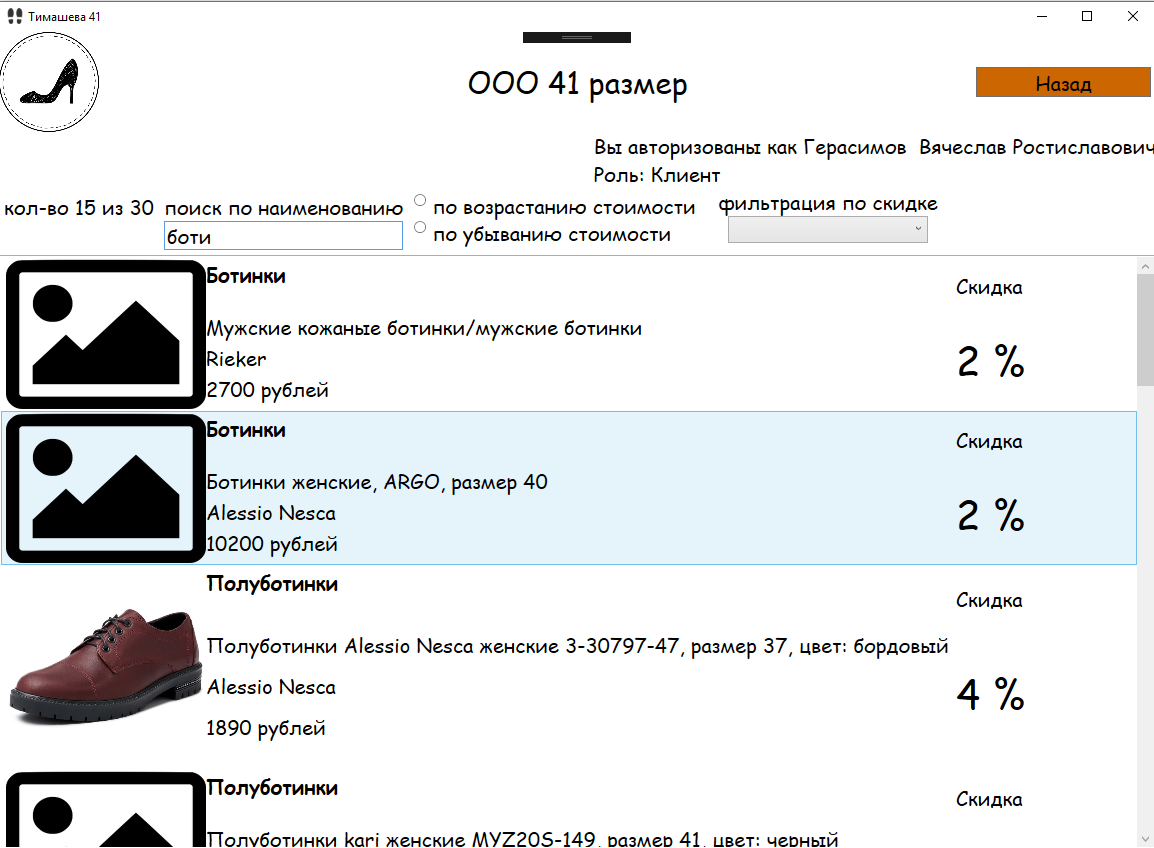 Тимашева 41
ООО 41 размер
Назад
Вы авторизованы как Герасимов  Вячеслав Ростиславович
Роль: Клиент
кол-во 15 из 30
поиск по наименованию
боти
по возрастанию стоимости
по убыванию стоимости
фильтрация по скидке
Ботинки
Мужские кожаные ботинки/мужские ботинки
Rieker
2700 рублей
Скидка
2 %
Ботинки
Ботинки женские, ARGO, размер 40
Alessio Nesca
10200 рублей
Скидка
2 %
Полуботинки
Полуботинки Alessio Nesca женские 3-30797-47, размер 37, цвет: бордовый
Alessio Nesca
1890 рублей
Скидка
4 %
Полуботинки
Полуботинки kari женские MYZ20S-149, размер 41, цвет: черный
Скидка